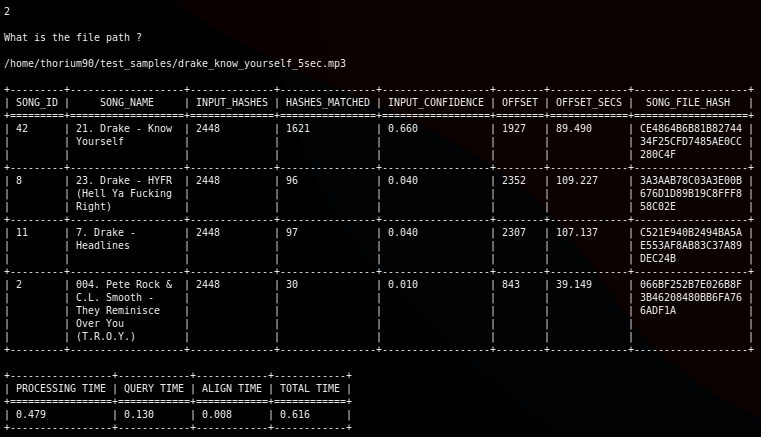 2
What is the file path ?
/home/thorium90/test_samples/drake_know_yourself_5sec.mp3
+---------+-------------------+--------------+----------------+------------------+--------+-------------+-------------------+
| SONG_ID |     SONG_NAME     | INPUT_HASHES | HASHES_MATCHED | INPUT_CONFIDENCE | OFFSET | OFFSET_SECS |  SONG_FILE_HASH   |
+=========+===================+==============+================+==================+========+=============+===================+
| 42      | 21. Drake - Know  | 2448         | 1621           | 0.660            | 1927   | 89.490      | CE4864B6B81B82744 |
|         | Yourself          |              |                |                  |        |             | 34F25CFD7485AE0CC |
|         |                   |              |                |                  |        |             | 280C4F            |
+---------+-------------------+--------------+----------------+------------------+--------+-------------+-------------------+
| 8       | 23. Drake - HYFR  | 2448         | 96             | 0.040            | 2352   | 109.227     | 3A3AAB78C03A3E00B |
|         | (Hell Ya Fucking  |              |                |                  |        |             | 676D1D89B19C8FFF8 |
|         | Right)            |              |                |                  |        |             | 58C02E            |
+---------+-------------------+--------------+----------------+------------------+--------+-------------+-------------------+
| 11      | 7. Drake -        | 2448         | 97             | 0.040            | 2307   | 107.137     | C521E940B2494BA5A |
|         | Headlines         |              |                |                  |        |             | E553AF8AB83C37A89 |
|         |                   |              |                |                  |        |             | DEC24B            |
+---------+-------------------+--------------+----------------+------------------+--------+-------------+-------------------+
| 2       | 004. Pete Rock &  | 2448         | 30             | 0.010            | 843    | 39.149      | 066BF252B7E026B8F |
|         | C.L. Smooth -     |              |                |                  |        |             | 3B46208480BB6FA76 |
|         | They Reminisce    |              |                |                  |        |             | 6ADF1A            |
|         | Over You          |              |                |                  |        |             |                   |
|         | (T.R.O.Y.)        |              |                |                  |        |             |                   |
+---------+-------------------+--------------+----------------+------------------+--------+-------------+-------------------+
+-----------------+------------+------------+------------+
| PROCESSING TIME | QUERY TIME | ALIGN TIME | TOTAL TIME |
+=================+============+============+============+
| 0.479           | 0.130      | 0.008      | 0.616      |
+-----------------+------------+------------+------------+